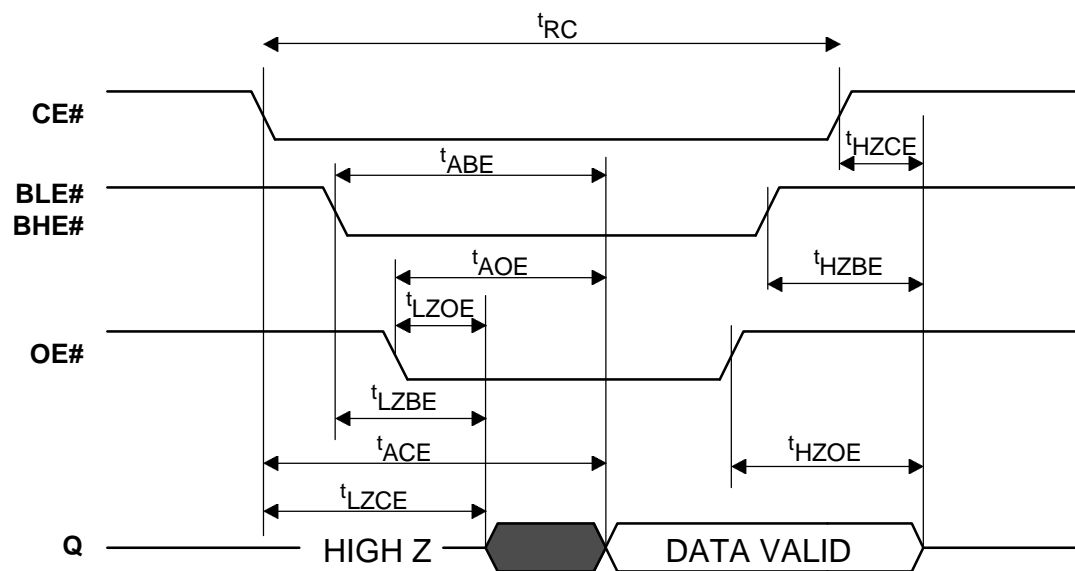 tRC
CE#
tHZCE
tABE
BLE#
BHE#
tAOE
tHZBE
tLZOE
OE#
tLZBE
tACE
tHZOE
tLZCE
Q
HIGH Z
DATA VALID